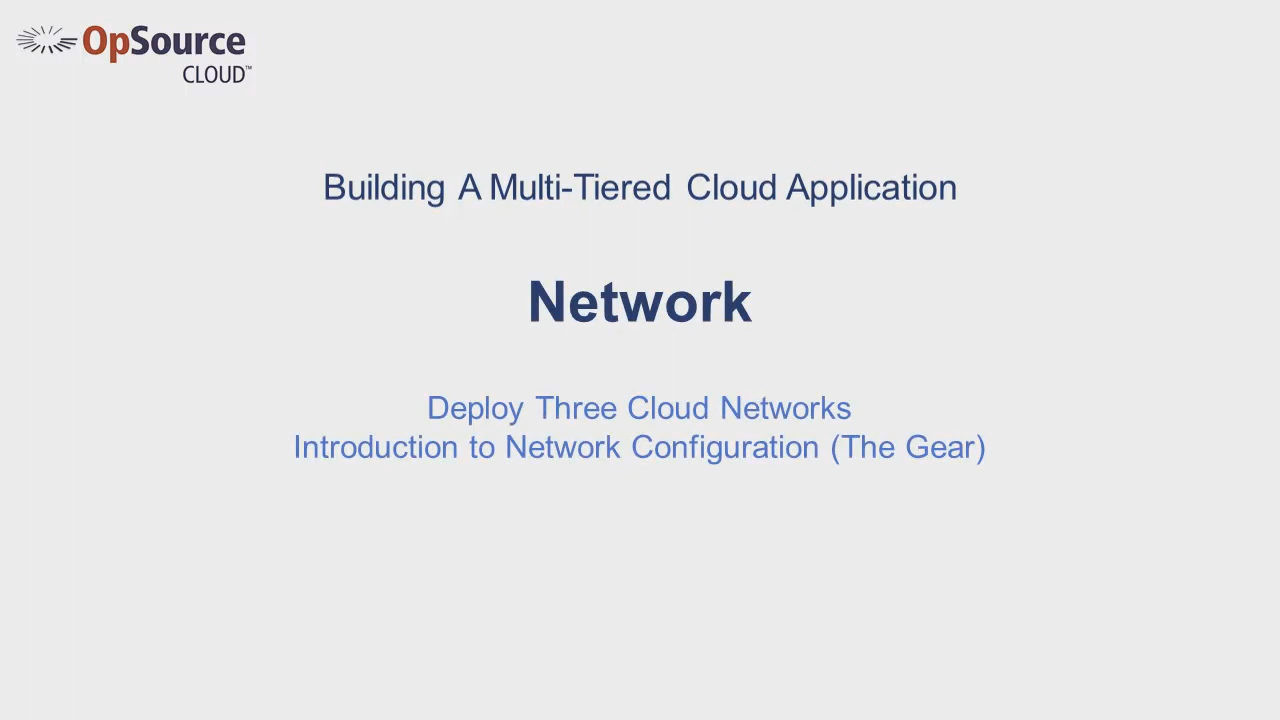 OpSource
CLOUD™
Building A Multi-Tiered Cloud Application
Network
Deploy Three Cloud Networks
Introduction to Network Configuration (The Gear)